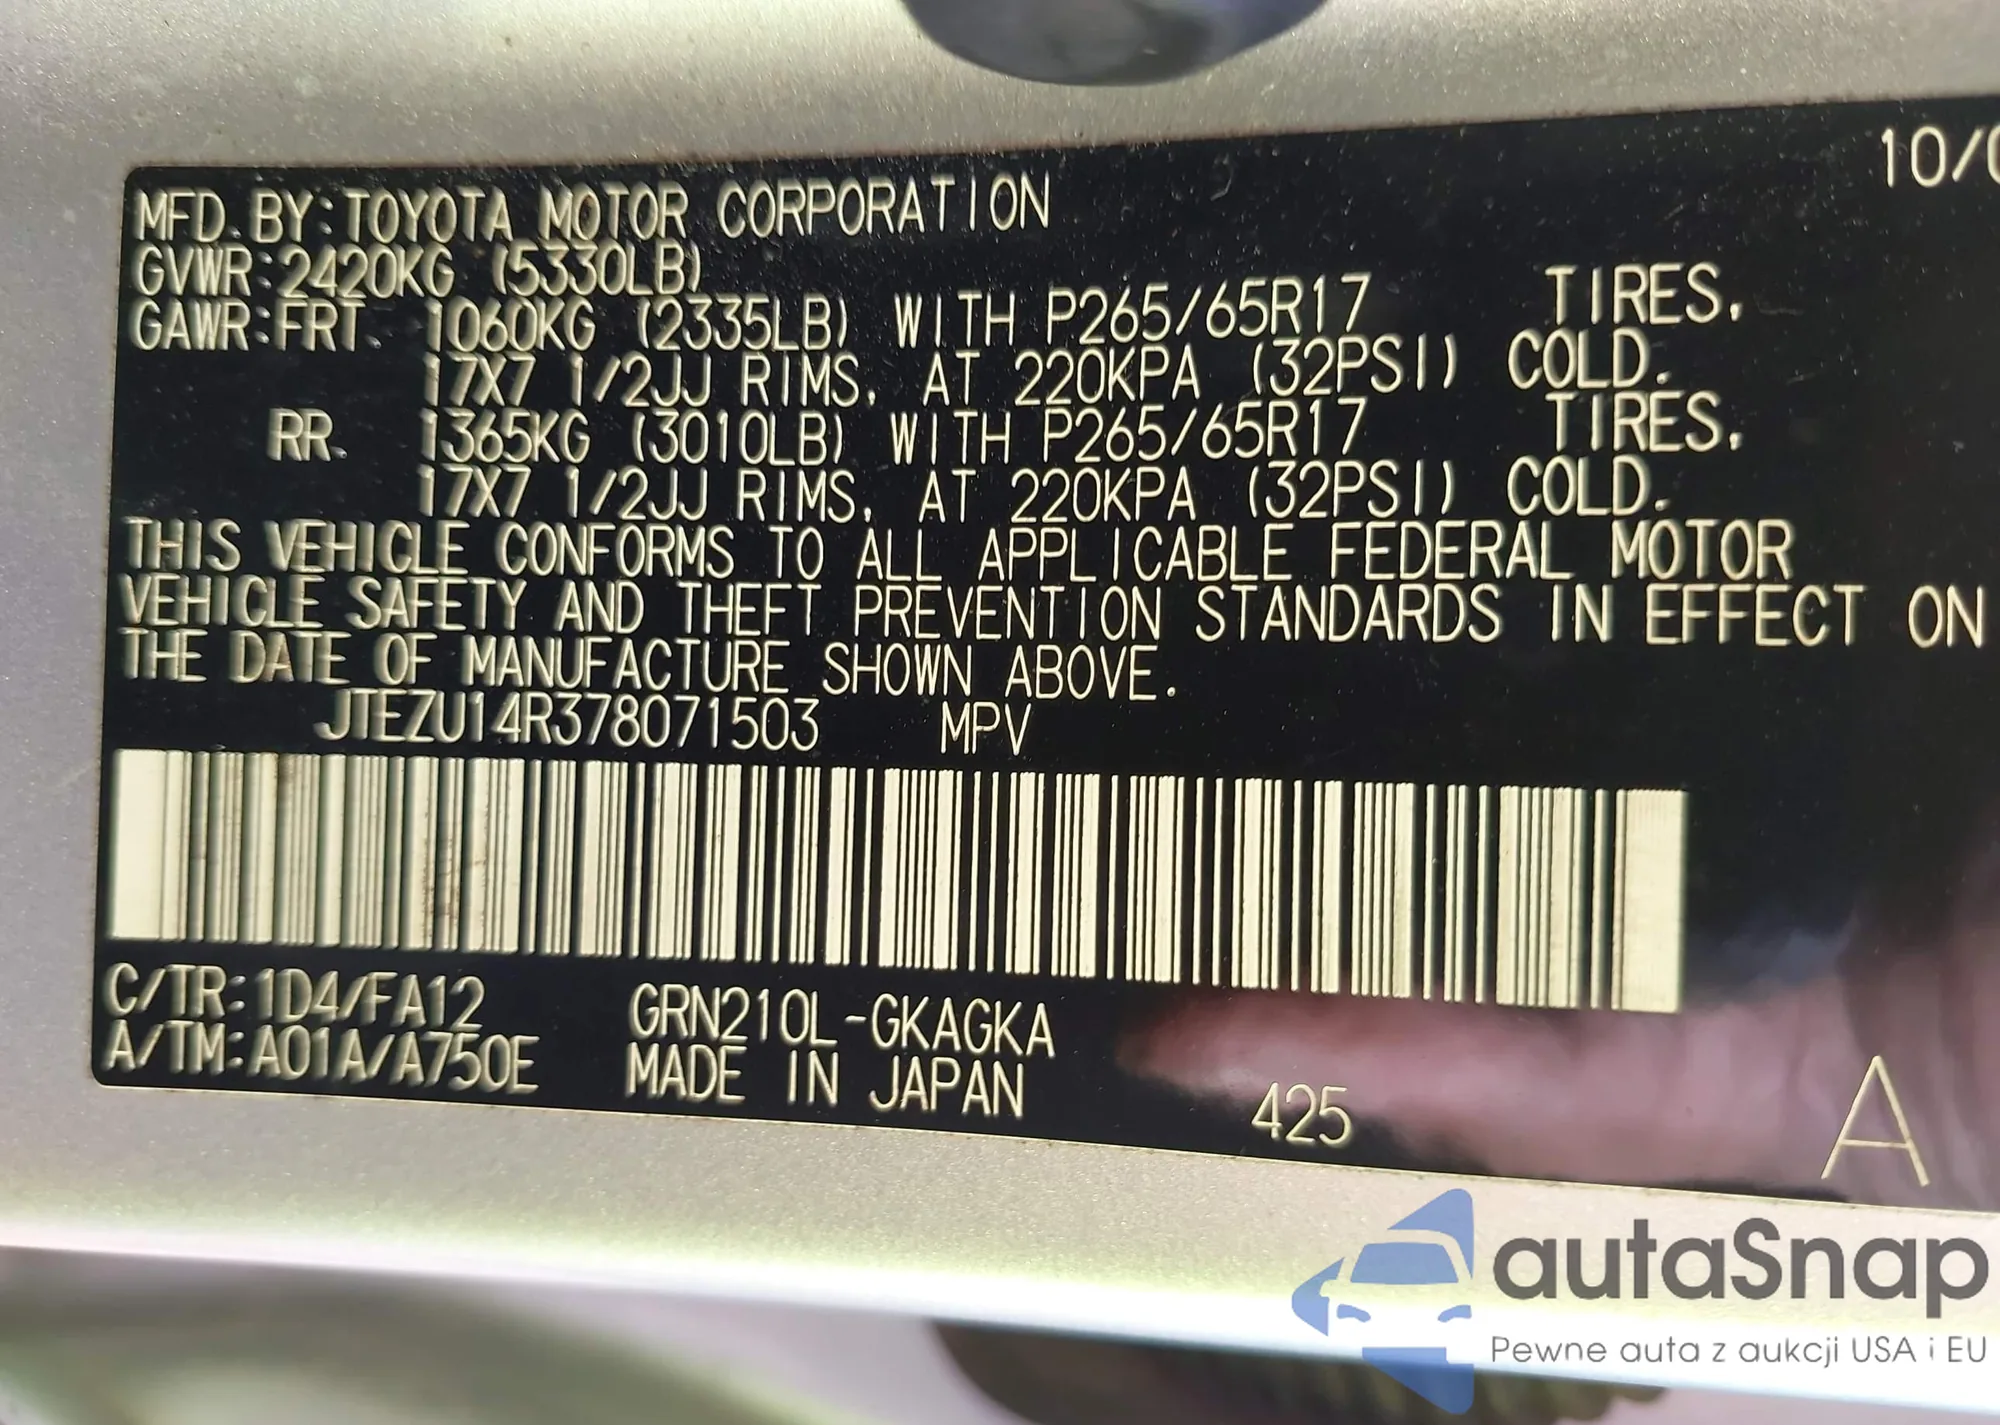 10/0
MFD. BY: TOYOTA MOTOR CORPORATION
GVWR: 2420KG (5330LB)
GAWR: FRT. 1060KG (2335LB) WITH P265/65R17 TIRES,
17X7 1/2JJ RIMS, AT 220KPA (32PSI) COLD.
RR. 1365KG (3010LB) WITH P265/65R17 TIRES,
17X7 1/2JJ RIMS, AT 220KPA (32PSI) COLD.
THIS VEHICLE CONFORMS TO ALL APPLICABLE FEDERAL MOTOR
VEHICLE SAFETY AND THEFT PREVENTION STANDARDS IN EFFECT ON
THE DATE OF MANUFACTURE SHOWN ABOVE.
JTEZU14R378071503 MPV
C/TR: 1D4/FA12 GRN210L-GKAGKA
A/TM: A01A/A750E MADE IN JAPAN 425 A
autaSnap
Pewne auta z aukcji USA i EU